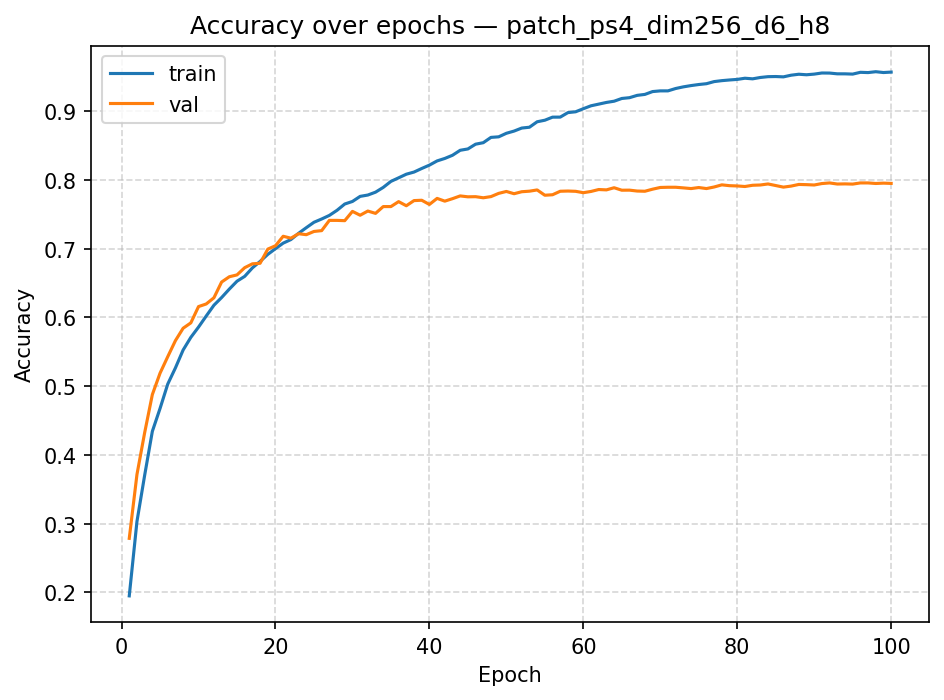 Accuracy over epochs — patch_ps4_dim256_d6_h8
train
val
Accuracy
0.9
0.8
0.7
0.6
0.5
0.4
0.3
0.2
0 20 40 60 80 100
Epoch